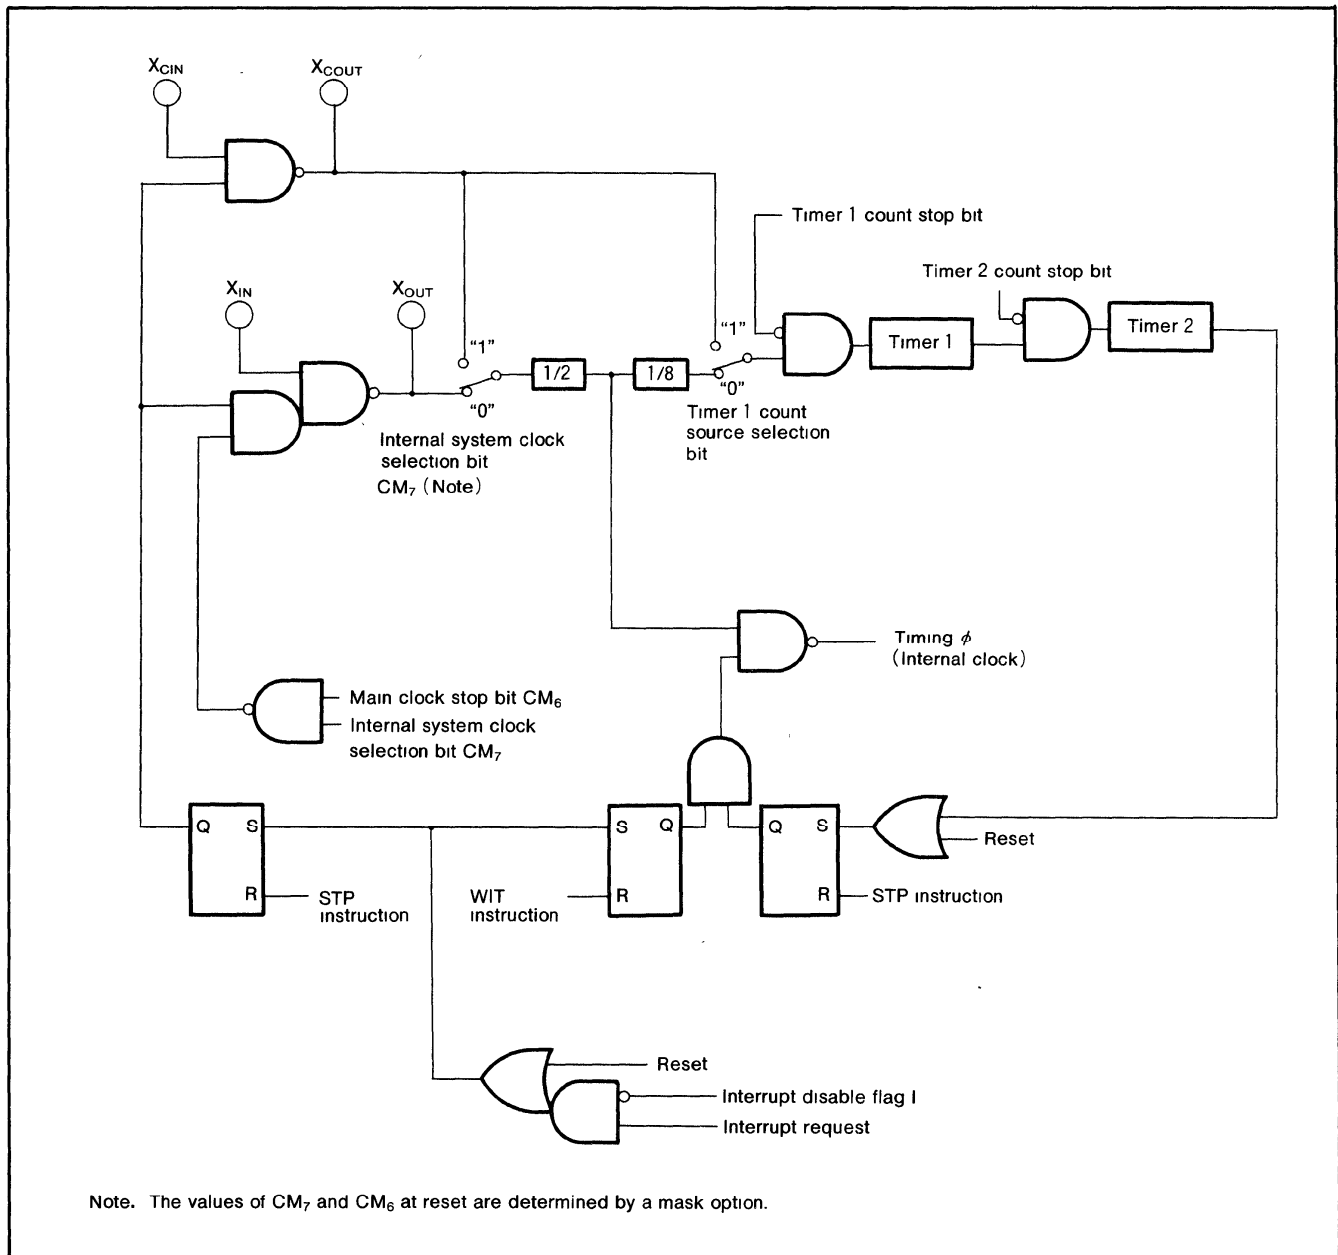 XCIN
XCOUT
Timer 1 count stop bit
Timer 2 count stop bit
XIN
XOUT
"1"
"1"
Timer 1
Timer 2
1/2
1/8
"0"
"0"
Internal system clock
selection bit
CM7 (Note)
Timer 1 count
source selection
bit
Timing ϕ
(Internal clock)
Main clock stop bit CM6
Internal system clock
selection bit CM7
Q S
R
STP
instruction
WIT
instruction
S Q
R
Q S
R
Reset
STP instruction
Reset
Interrupt disable flag I
Interrupt request
Note. The values of CM7 and CM6 at reset are determined by a mask option.